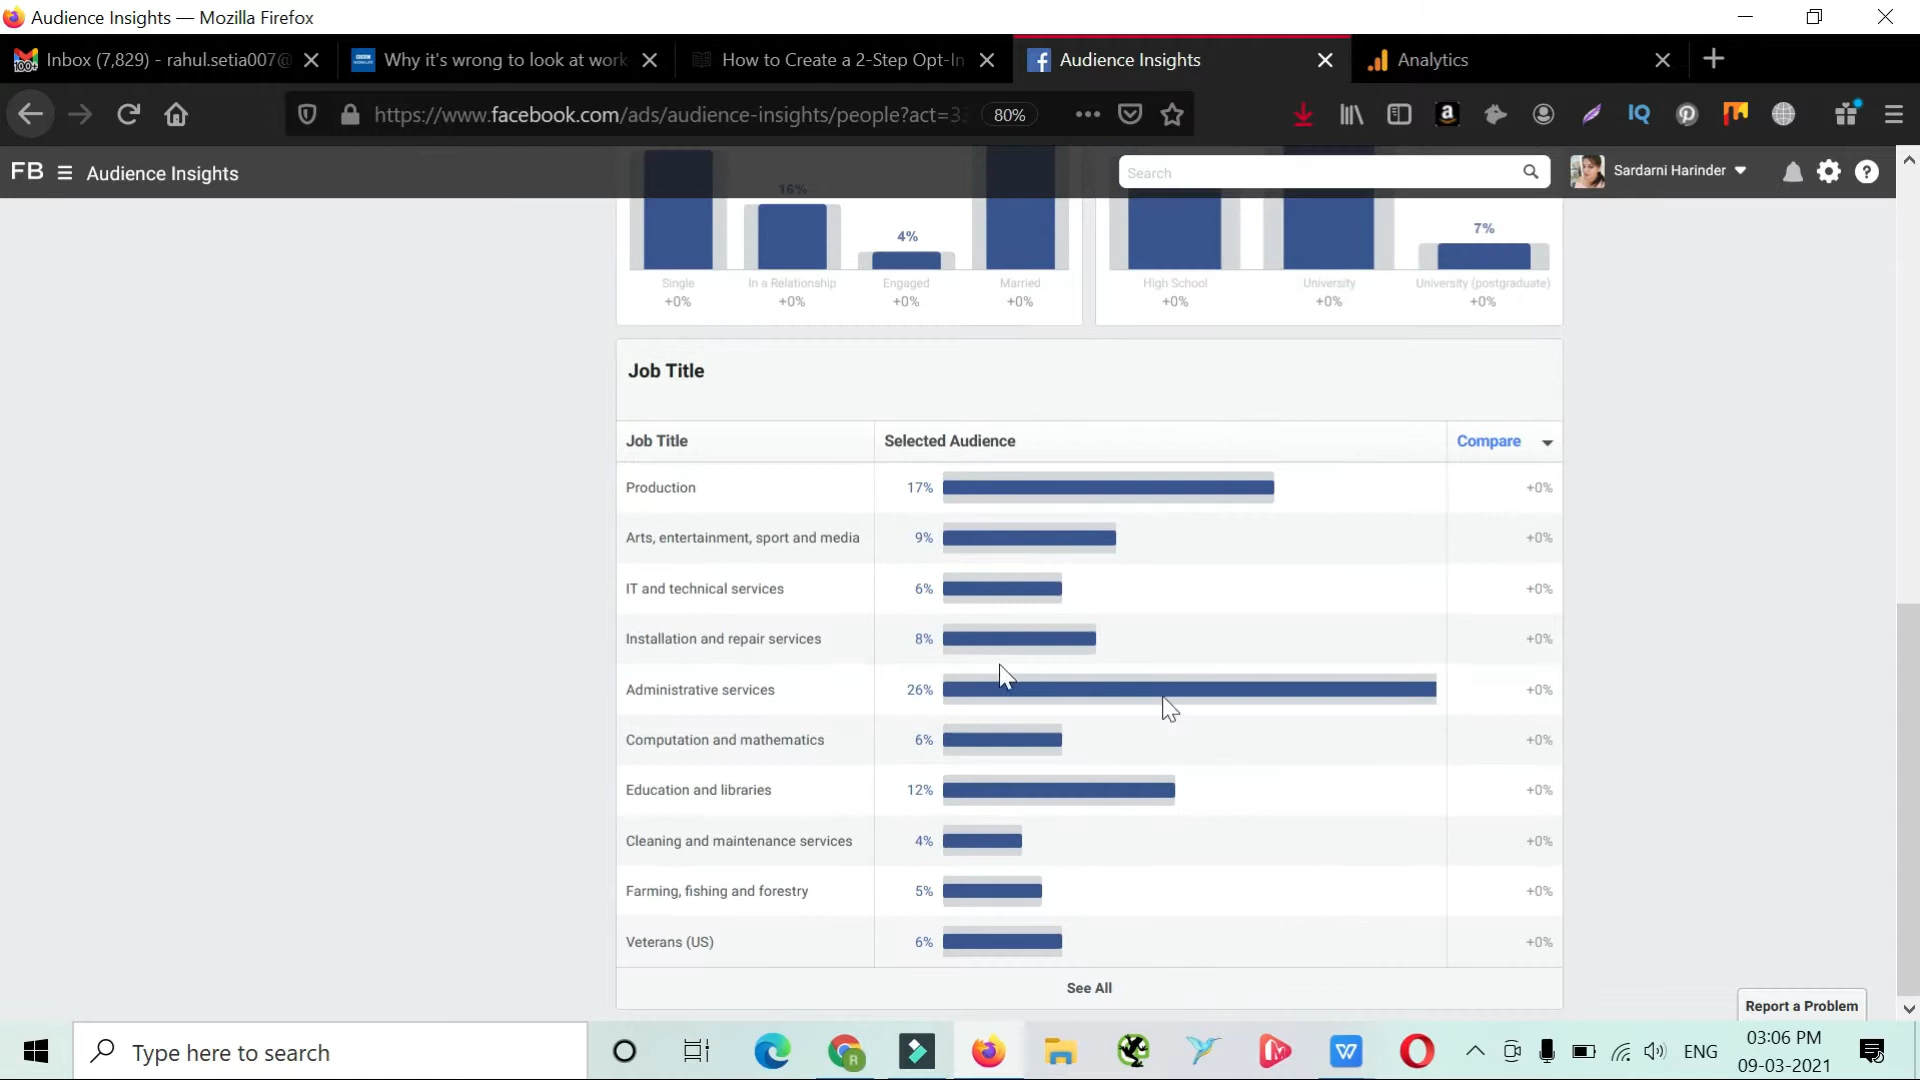 Audience Insights — Mozilla Firefox
Inbox (7,829) - rahul.setia007@
Why it's wrong to look at work
How to Create a 2-Step Opt-In
Audience Insights
Analytics
https://www.facebook.com/ads/audience-insights/people?act=33
80%
FB Audience Insights
Search
Sardarni Harinder
16%
4%
7%
Single
In a Relationship
Engaged
Married
High School
University
University (postgraduate)
+0%
+0%
+0%
+0%
+0%
+0%
+0%
Job Title
Job Title Selected Audience Compare
Production 17% +0%
Arts, entertainment, sport and media 9% +0%
IT and technical services 6% +0%
Installation and repair services 8% +0%
Administrative services 26% +0%
Computation and mathematics 6% +0%
Education and libraries 12% +0%
Cleaning and maintenance services 4% +0%
Farming, fishing and forestry 5% +0%
Veterans (US) 6% +0%
See All
Report a Problem
Type here to search
ENG
03:06 PM
09-03-2021